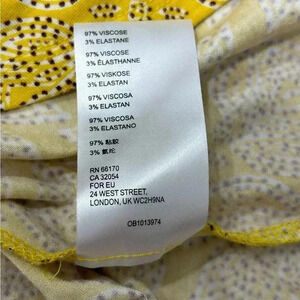 97% VISCOSE
3% ELASTANE
97% VISCOSE
3% ÉLASTHANNE
97% VISKOSE
3% ELASTAN
97% VISCOSA
3% ELASTAN
97% VISCOSA
3% ELASTANO
97% 黏胶
3% 氨纶
RN 66170
CA 32054
FOR EU
24 WEST STREET,
LONDON, UK WC2H9NA
OB1013974